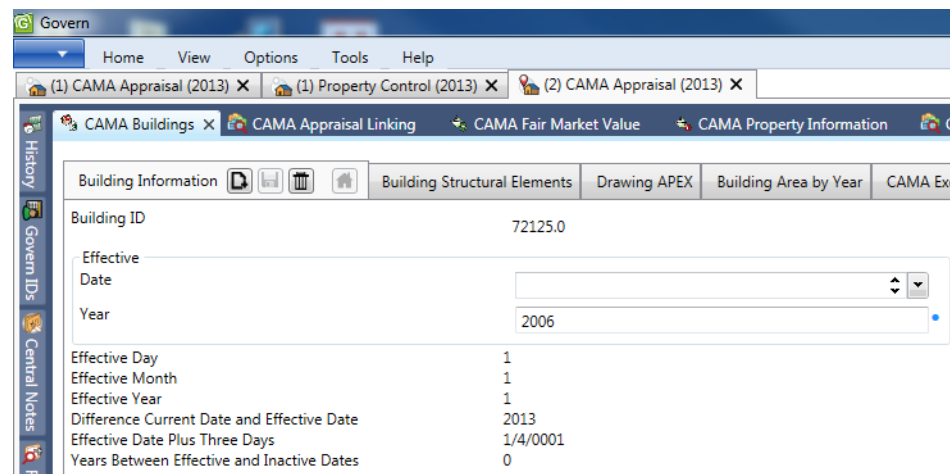 Govern
Home View Options Tools Help
(1) CAMA Appraisal (2013) (1) Property Control (2013) (2) CAMA Appraisal (2013)
CAMA Buildings CAMA Appraisal Linking CAMA Fair Market Value CAMA Property Information
History
Govern IDs
Central Notes
Building Information Building Structural Elements Drawing APEX Building Area by Year CAMA Ex
Building ID 72125.0
Effective
Date
Year 2006
Effective Day 1
Effective Month 1
Effective Year 1
Difference Current Date and Effective Date 2013
Effective Date Plus Three Days 1/4/0001
Years Between Effective and Inactive Dates 0